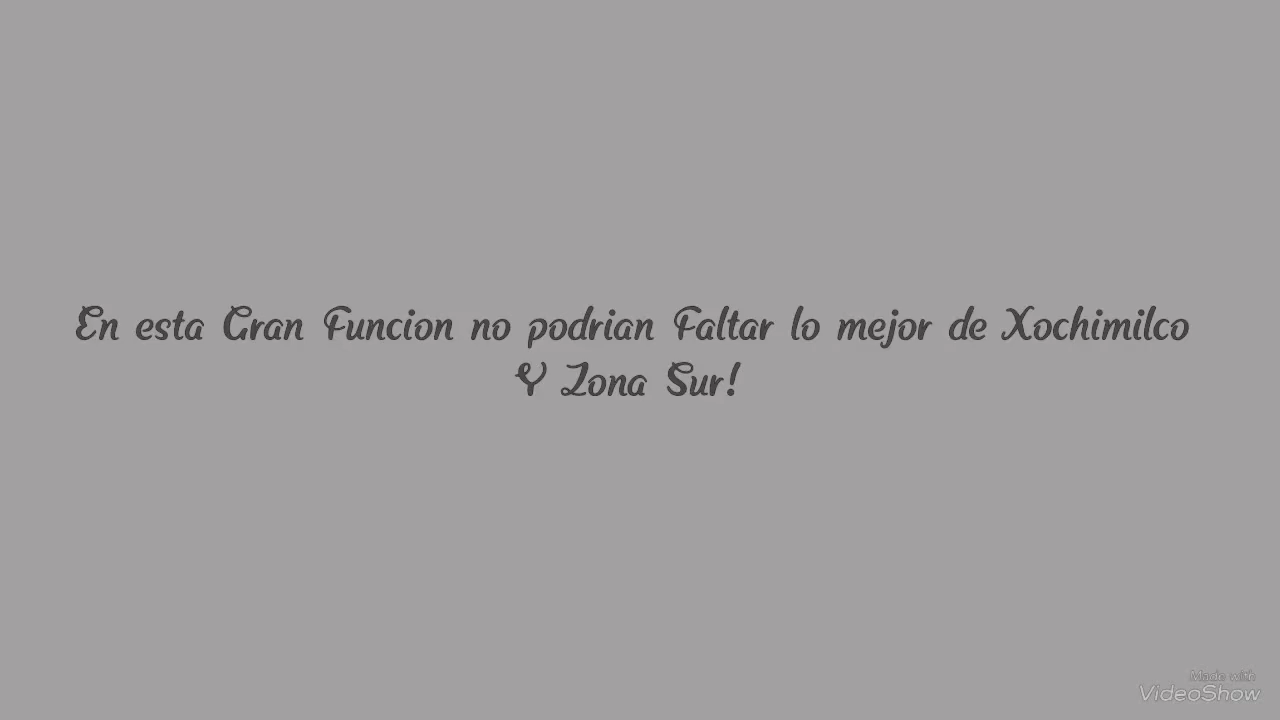 En esta Gran Funcion no podrian Faltar lo mejor de Xochimilco
Y Zona Sur!
Made with
VideoShow